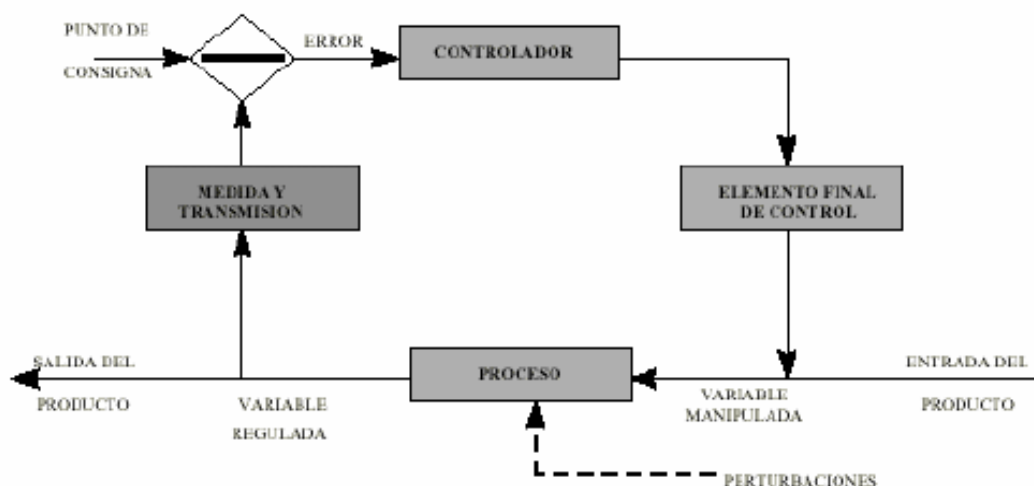 PUNTO DE
CONSIGNA
ERROR
CONTROLADOR
MEDIDA Y
TRANSMISION
ELEMENTO FINAL
DE CONTROL
SALIDA DEL
PRODUCTO
VARIABLE
REGULADA
PROCESO
VARIABLE
MANIPULADA
ENTRADA DEL
PRODUCTO
PERTURBACIONES